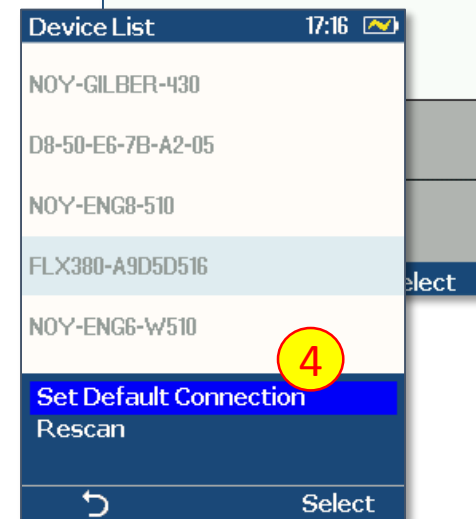 Device List 17:16
NOY-GILBER-430
D8-50-E6-7B-A2-05
NOY-ENG8-510
FLX380-A9D5D516
elect
NOY-ENG6-W510
4
Set Default Connection
Rescan
Select